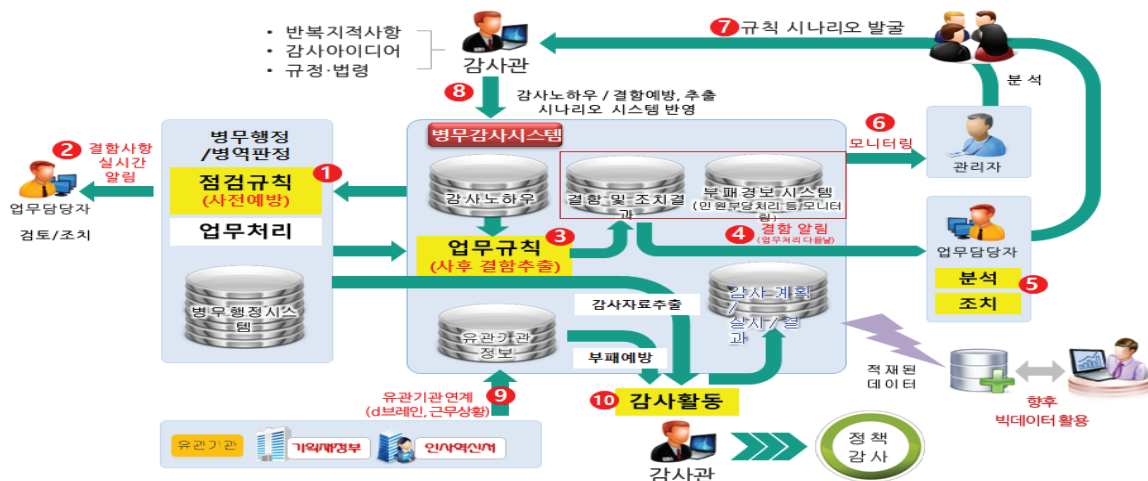 • 반복지적사항
• 감사아이디어
• 규정·법령
감사관
7 규칙 시나리오 발굴
분 석
8
감사노하우 / 결함예방, 추출
시나리오 시스템 반영
병무행정
/병역판정
1
점검규칙
(사전예방)
업무처리
병무행정시스
템
2 결함사항
실시간
알림
업무담당자
검토/조치
병무감사시스템
감사노하우
결함 및 조치결
과
부패경보 시스템
(민원부당처리 등 모니터
링)
6
모니터링
관리자
업무규칙
(사후 결함추출)
3
4 결함 알림
(업무처리 다음날)
업무담당자
분석
조치
5
감사자료추출
감사 계획
/
실시 / 결
과
유관기관
정보
부패예방
적재된
데이터
향후
빅데이터 활용
유관기관 연계
(d브레인, 근무상황)
9
10 감사활동
유관기관
기획재정부
인사혁신처
감사관
정 책
감 사